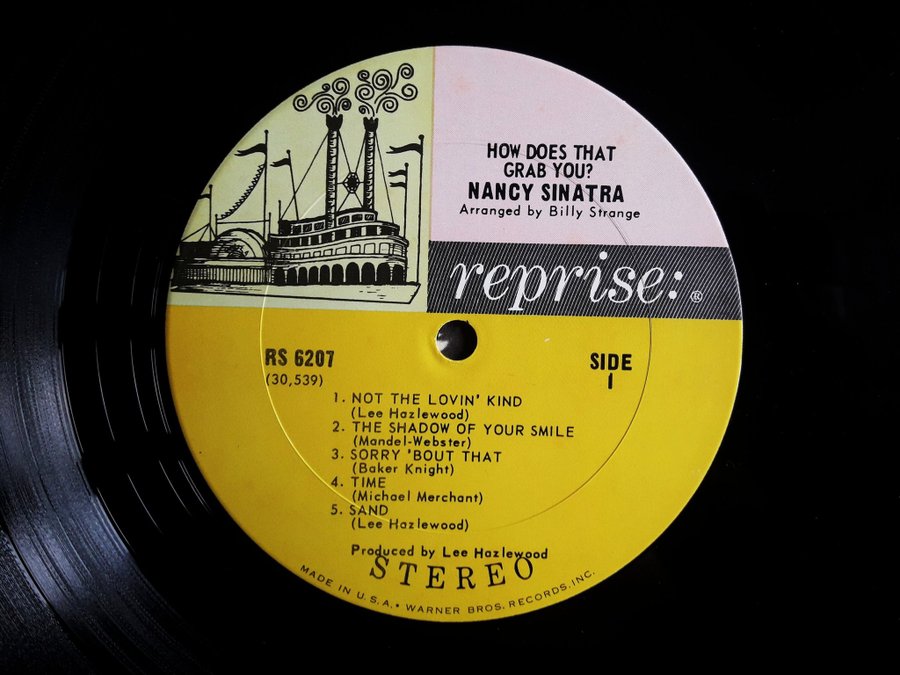 HOW DOES THAT
GRAB YOU?
NANCY SINATRA
Arranged by Billy Strange
reprise: ®
RS 6207
(30,539)
SIDE
1
1. NOT THE LOVIN' KIND
(Lee Hazlewood)
2. THE SHADOW OF YOUR SMILE
(Mandel-Webster)
3. SORRY 'BOUT THAT
(Baker Knight)
4. TIME
(Michael Merchant)
5. SAND
(Lee Hazlewood)
Produced by Lee Hazlewood
STEREO
MADE IN U.S.A. • WARNER BROS. RECORDS, INC.